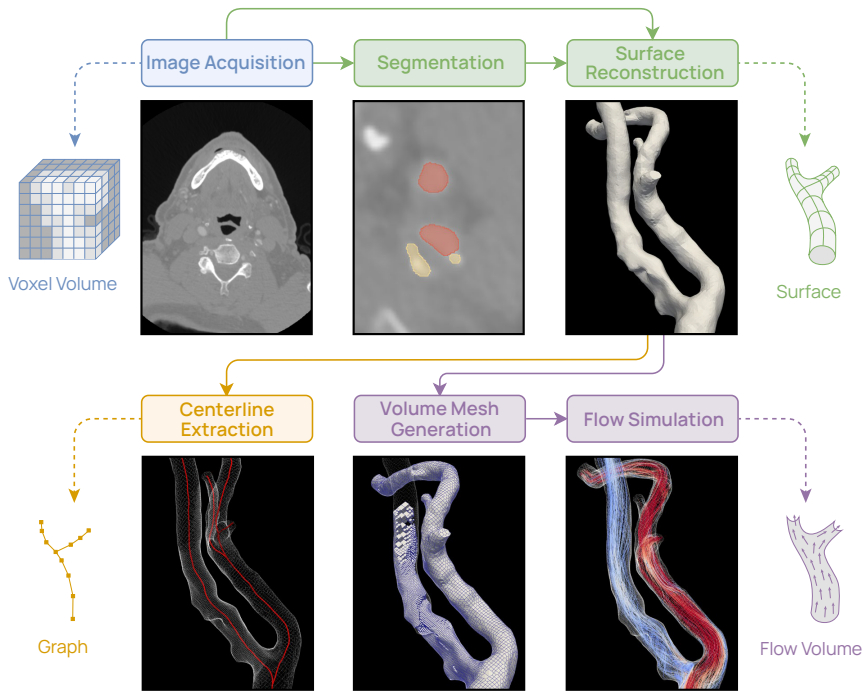 Image Acquisition
Segmentation
Surface
Reconstruction
Voxel Volume
Surface
Centerline
Extraction
Volume Mesh
Generation
Flow Simulation
Graph
Flow Volume